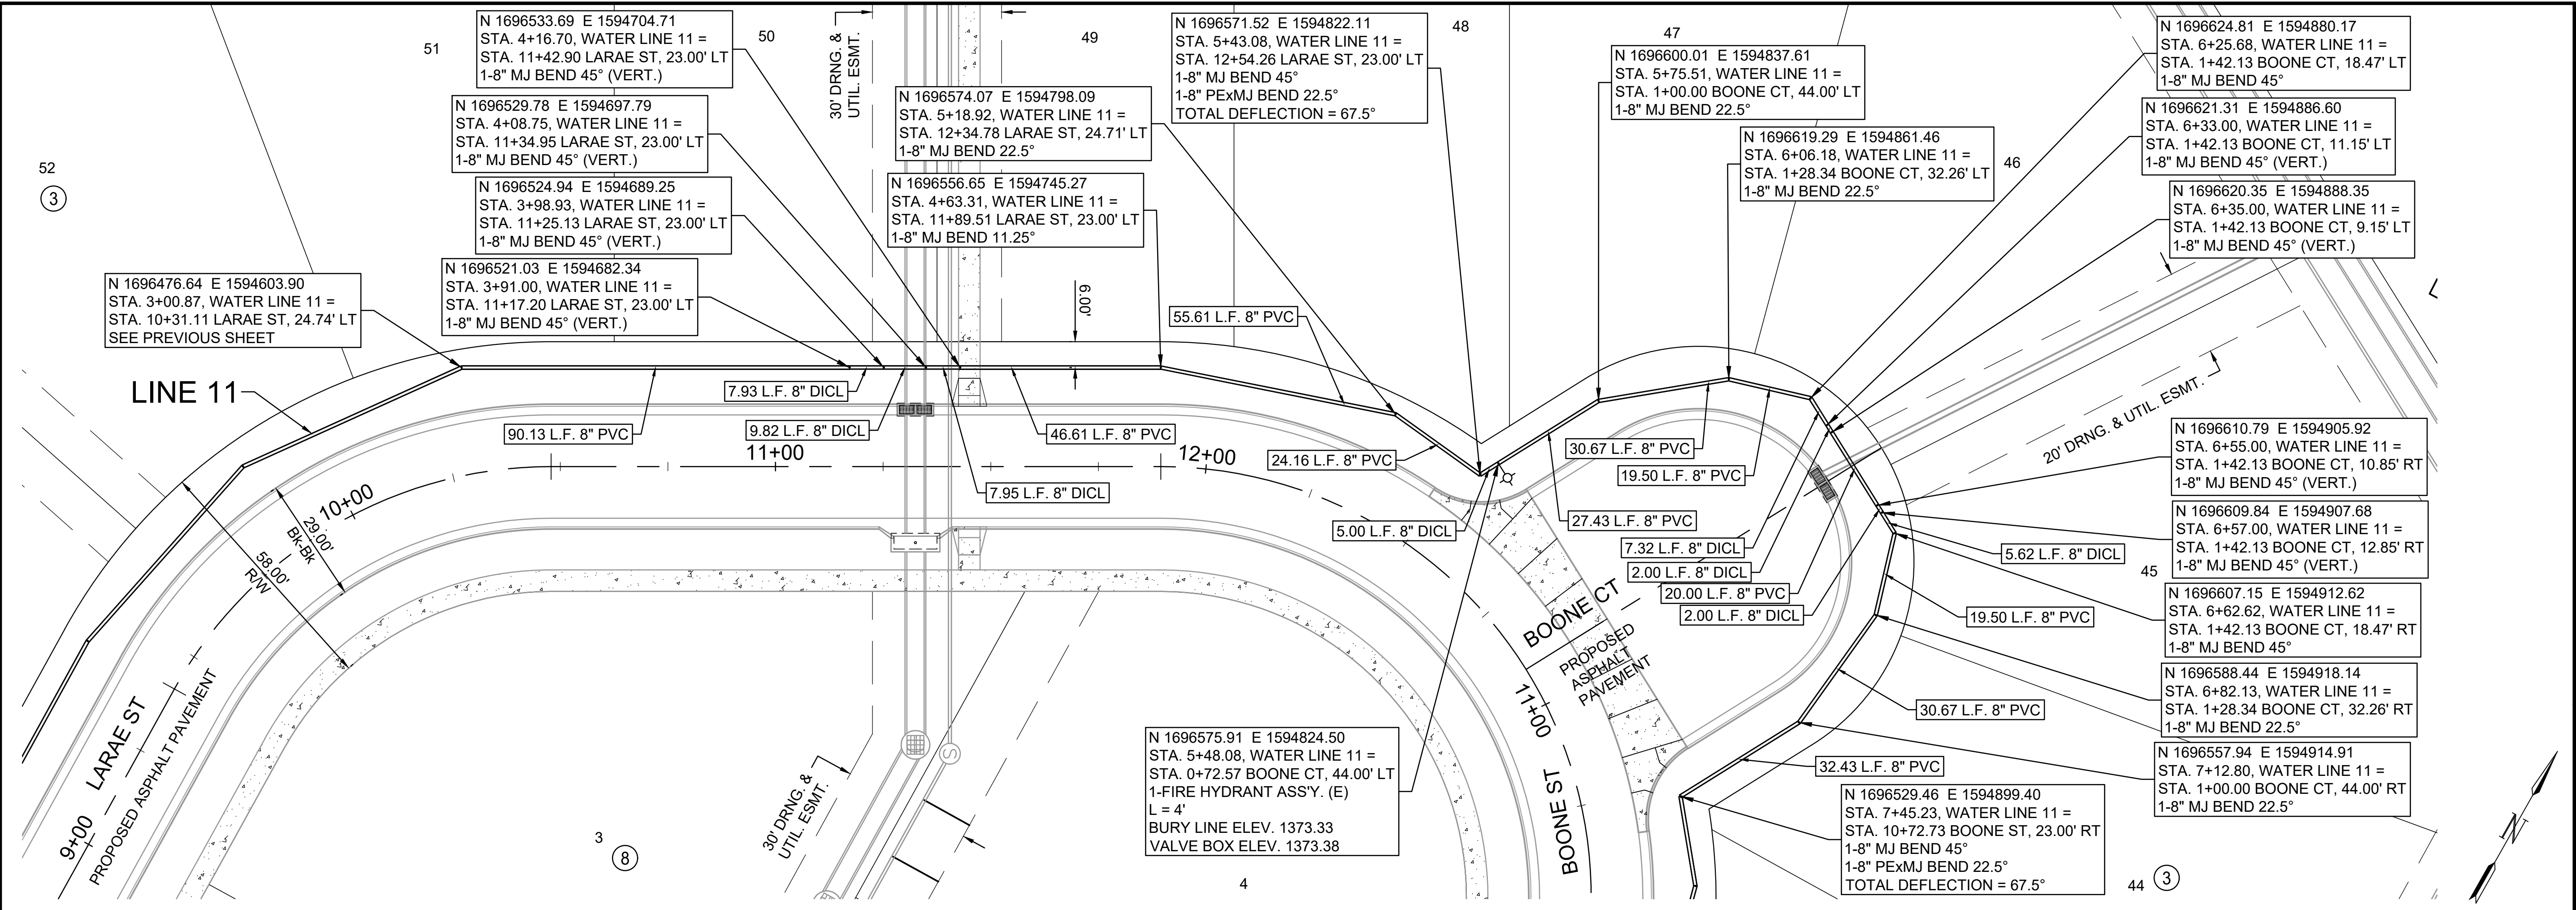 52
3
51
50
49
48
47
46
45
44
3
3
8
4
N 1696533.69 E 1594704.71
STA. 4+16.70, WATER LINE 11 =
STA. 11+42.90 LARAE ST, 23.00' LT
1-8" MJ BEND 45° (VERT.)
N 1696529.78 E 1594697.79
STA. 4+08.75, WATER LINE 11 =
STA. 11+34.95 LARAE ST, 23.00' LT
1-8" MJ BEND 45° (VERT.)
N 1696524.94 E 1594689.25
STA. 3+98.93, WATER LINE 11 =
STA. 11+25.13 LARAE ST, 23.00' LT
1-8" MJ BEND 45° (VERT.)
N 1696521.03 E 1594682.34
STA. 3+91.00, WATER LINE 11 =
STA. 11+17.20 LARAE ST, 23.00' LT
1-8" MJ BEND 45° (VERT.)
N 1696476.64 E 1594603.90
STA. 3+00.87, WATER LINE 11 =
STA. 10+31.11 LARAE ST, 24.74' LT
SEE PREVIOUS SHEET
LINE 11
30' DRNG. &
UTIL. ESMT.
N 1696574.07 E 1594798.09
STA. 5+18.92, WATER LINE 11 =
STA. 12+34.78 LARAE ST, 24.71' LT
1-8" MJ BEND 22.5°
N 1696556.65 E 1594745.27
STA. 4+63.31, WATER LINE 11 =
STA. 11+89.51 LARAE ST, 23.00' LT
1-8" MJ BEND 11.25°
N 1696571.52 E 1594822.11
STA. 5+43.08, WATER LINE 11 =
STA. 12+54.26 LARAE ST, 23.00' LT
1-8" MJ BEND 45°
1-8" PExMJ BEND 22.5°
TOTAL DEFLECTION = 67.5°
N 1696600.01 E 1594837.61
STA. 5+75.51, WATER LINE 11 =
STA. 1+00.00 BOONE CT, 44.00' LT
1-8" MJ BEND 22.5°
N 1696619.29 E 1594861.46
STA. 6+06.18, WATER LINE 11 =
STA. 1+28.34 BOONE CT, 32.26' LT
1-8" MJ BEND 22.5°
N 1696624.81 E 1594880.17
STA. 6+25.68, WATER LINE 11 =
STA. 1+42.13 BOONE CT, 18.47' LT
1-8" MJ BEND 45°
N 1696621.31 E 1594886.60
STA. 6+33.00, WATER LINE 11 =
STA. 1+42.13 BOONE CT, 11.15' LT
1-8" MJ BEND 45° (VERT.)
N 1696620.35 E 1594888.35
STA. 6+35.00, WATER LINE 11 =
STA. 1+42.13 BOONE CT, 9.15' LT
1-8" MJ BEND 45° (VERT.)
N 1696610.79 E 1594905.92
STA. 6+55.00, WATER LINE 11 =
STA. 1+42.13 BOONE CT, 10.85' RT
1-8" MJ BEND 45° (VERT.)
N 1696609.84 E 1594907.68
STA. 6+57.00, WATER LINE 11 =
STA. 1+42.13 BOONE CT, 12.85' RT
1-8" MJ BEND 45° (VERT.)
N 1696607.15 E 1594912.62
STA. 6+62.62, WATER LINE 11 =
STA. 1+42.13 BOONE CT, 18.47' RT
1-8" MJ BEND 45°
N 1696588.44 E 1594918.14
STA. 6+82.13, WATER LINE 11 =
STA. 1+28.34 BOONE CT, 32.26' RT
1-8" MJ BEND 22.5°
N 1696557.94 E 1594914.91
STA. 7+12.80, WATER LINE 11 =
STA. 1+00.00 BOONE CT, 44.00' RT
1-8" MJ BEND 22.5°
N 1696529.46 E 1594899.40
STA. 7+45.23, WATER LINE 11 =
STA. 10+72.73 BOONE ST, 23.00' RT
1-8" MJ BEND 45°
1-8" PExMJ BEND 22.5°
TOTAL DEFLECTION = 67.5°
N 1696575.91 E 1594824.50
STA. 5+48.08, WATER LINE 11 =
STA. 0+72.57 BOONE CT, 44.00' LT
1-FIRE HYDRANT ASS'Y. (E)
L = 4'
BURY LINE ELEV. 1373.33
VALVE BOX ELEV. 1373.38
6.00'
7.93 L.F. 8" DICL
90.13 L.F. 8" PVC
9.82 L.F. 8" DICL
46.61 L.F. 8" PVC
7.95 L.F. 8" DICL
55.61 L.F. 8" PVC
24.16 L.F. 8" PVC
5.00 L.F. 8" DICL
30.67 L.F. 8" PVC
19.50 L.F. 8" PVC
27.43 L.F. 8" PVC
7.32 L.F. 8" DICL
2.00 L.F. 8" DICL
20.00 L.F. 8" PVC
2.00 L.F. 8" DICL
5.62 L.F. 8" DICL
19.50 L.F. 8" PVC
30.67 L.F. 8" PVC
32.43 L.F. 8" PVC
20' DRNG. & UTIL. ESMT.
9+00
10+00
11+00
12+00
29.00'
Bk-Bk
58.00'
R/W
LARAE ST
PROPOSED ASPHALT PAVEMENT
30' DRNG. &
UTIL. ESMT.
S
BOONE CT
PROPOSED
ASPHALT
PAVEMENT
11+00
BOONE ST
N